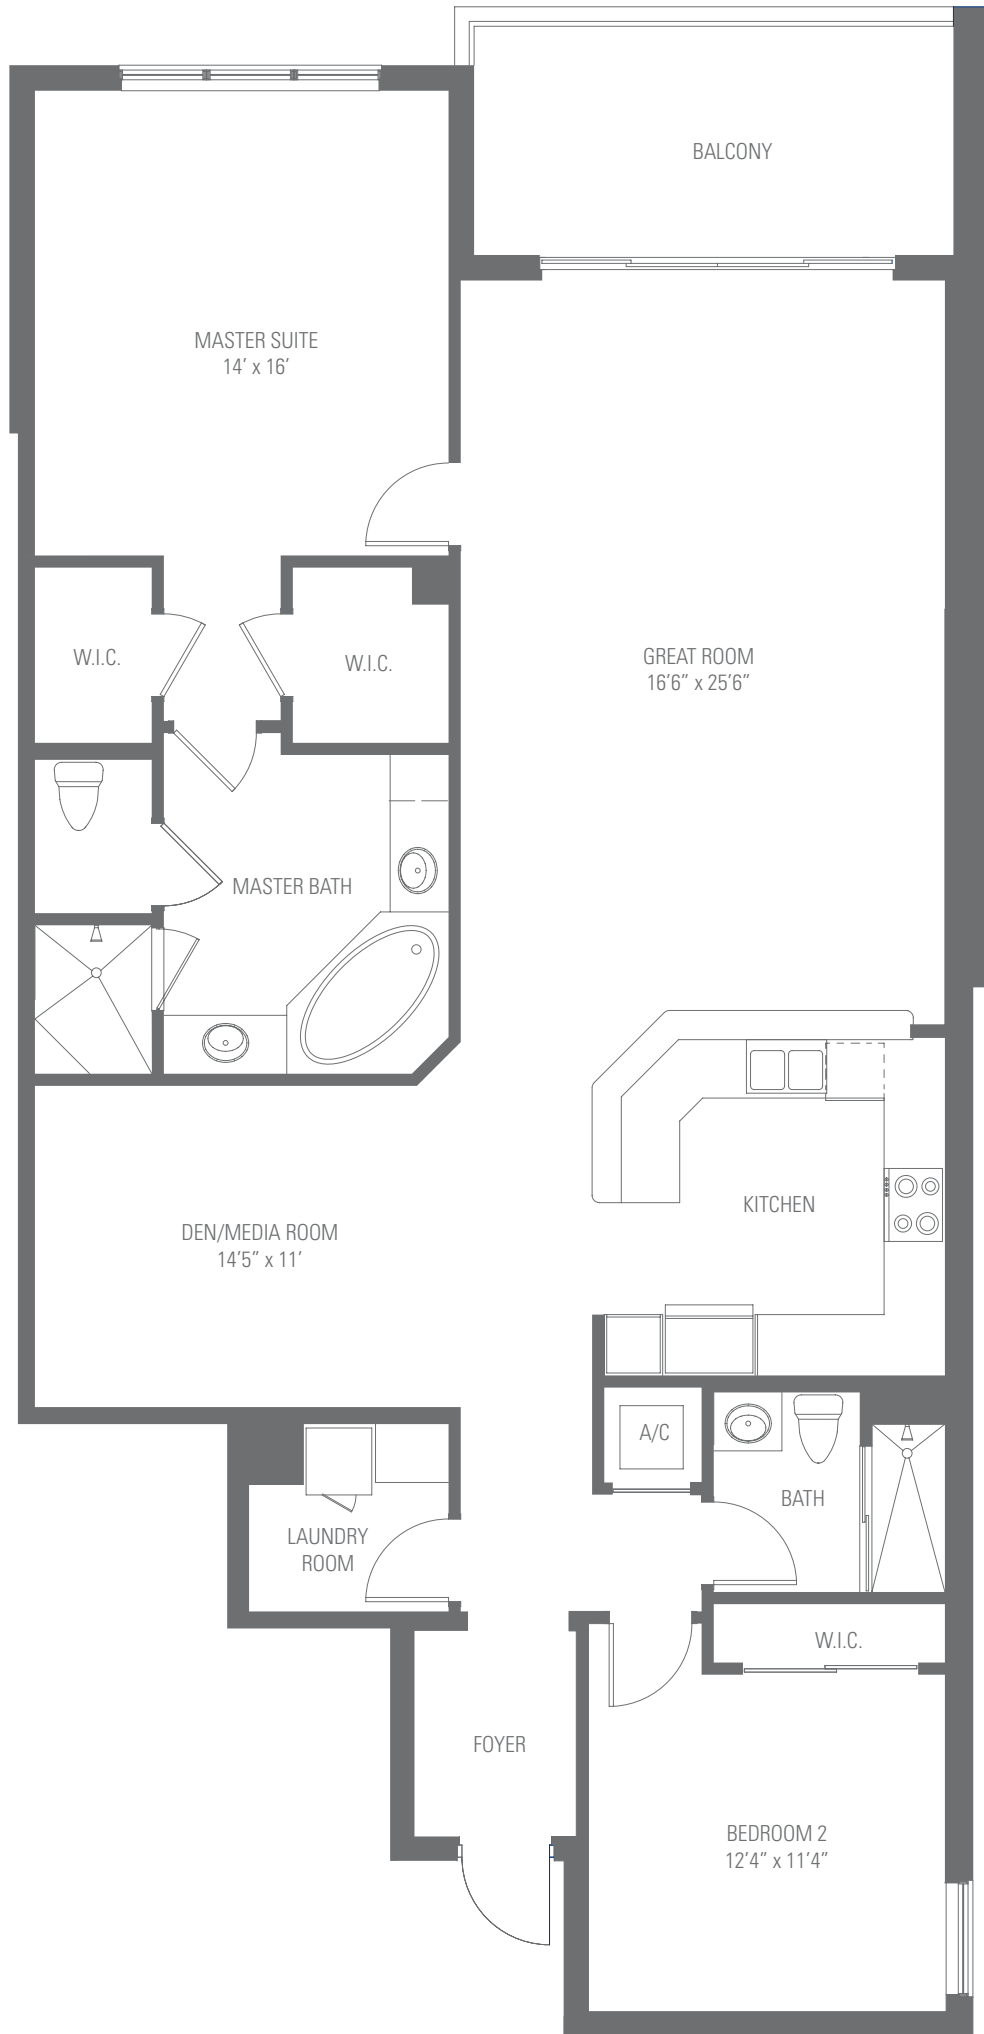 BALCONY
MASTER SUITE
14’ x 16’
W.I.C.
W.I.C.
GREAT ROOM
16’6” x 25’6”
MASTER BATH
KITCHEN
DEN/MEDIA ROOM
14’5” x 11’
A/C
BATH
LAUNDRY
ROOM
W.I.C.
FOYER
BEDROOM 2
12’4” x 11’4”